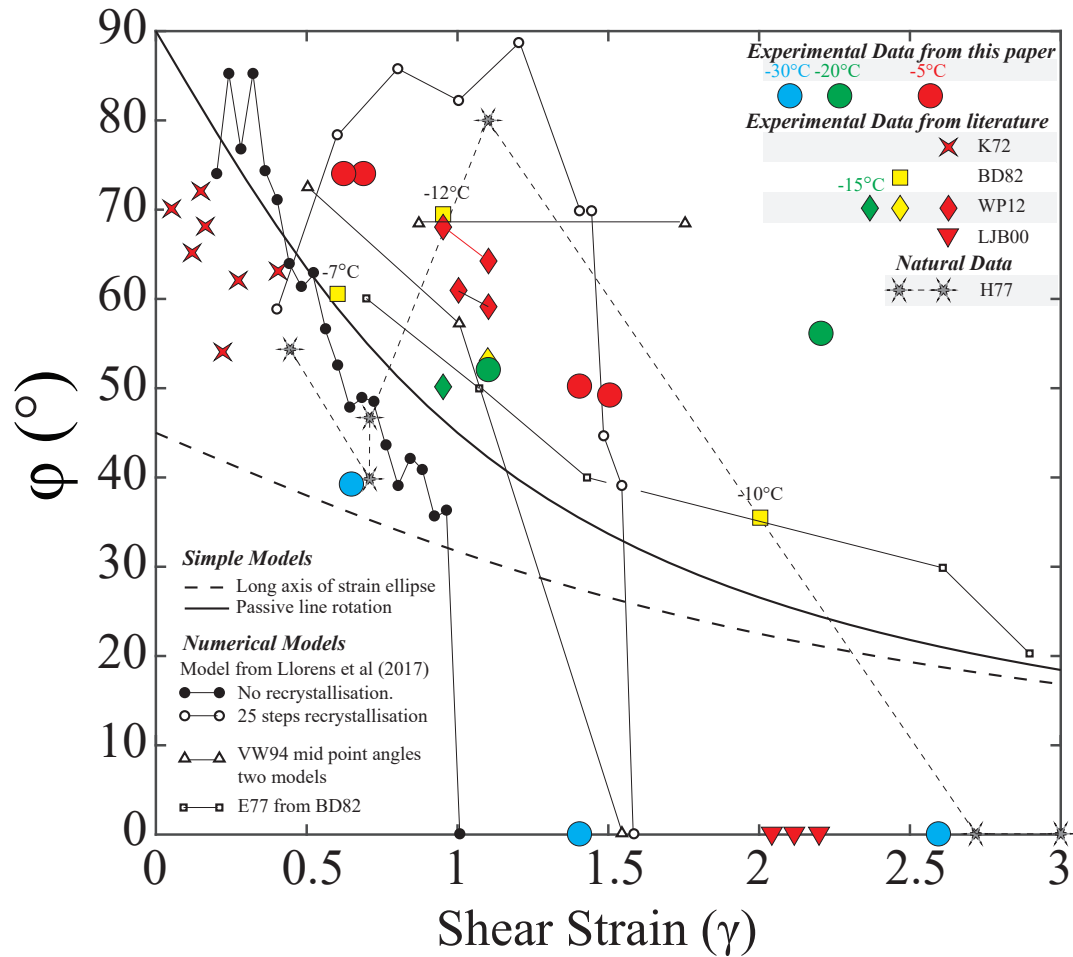 90
80
70
60
50
40
30
20
10
0
φ (°)
0
0.5
1
1.5
2
2.5
3
Shear Strain (γ)
Experimental Data from this paper
-30°C -20°C -5°C
Experimental Data from literature
K72
BD82
-15°C
WP12
LJB00
Natural Data
H77
-12°C
-7°C
-10°C
Simple Models
Long axis of strain ellipse
Passive line rotation
Numerical Models
Model from Llorens et al (2017)
No recrystallisation.
25 steps recrystallisation
VW94 mid point angles
two models
E77 from BD82